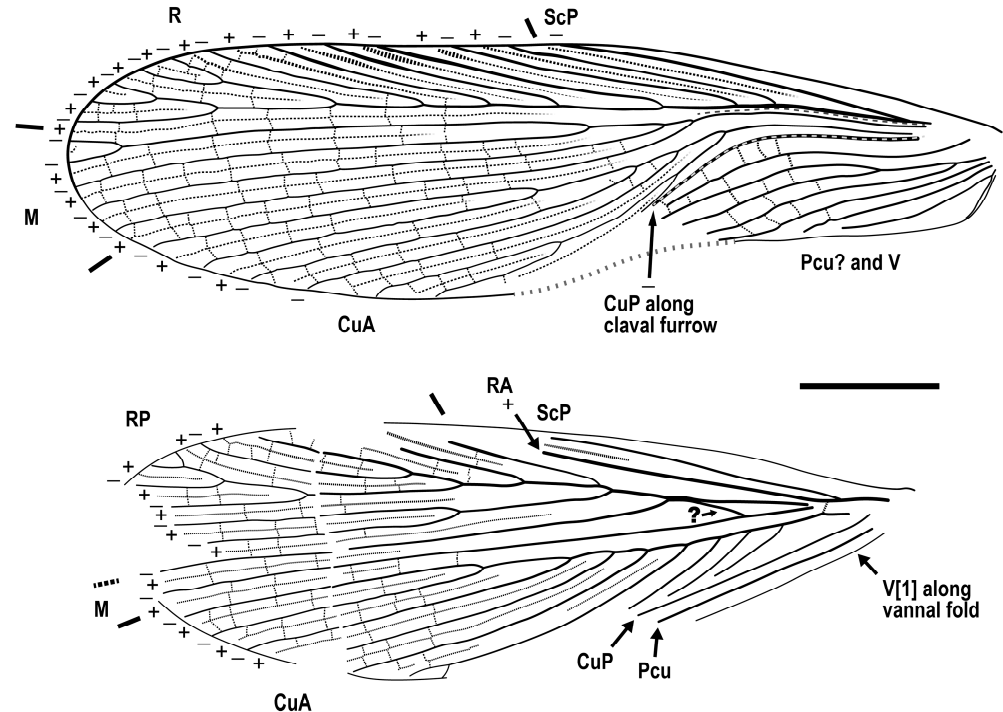 R
ScP
M
CuA
CuP along
claval furrow
Pcu? and V
RP
RA
+
ScP
?
M
V[1] along
vannal fold
CuP
Pcu
CuA